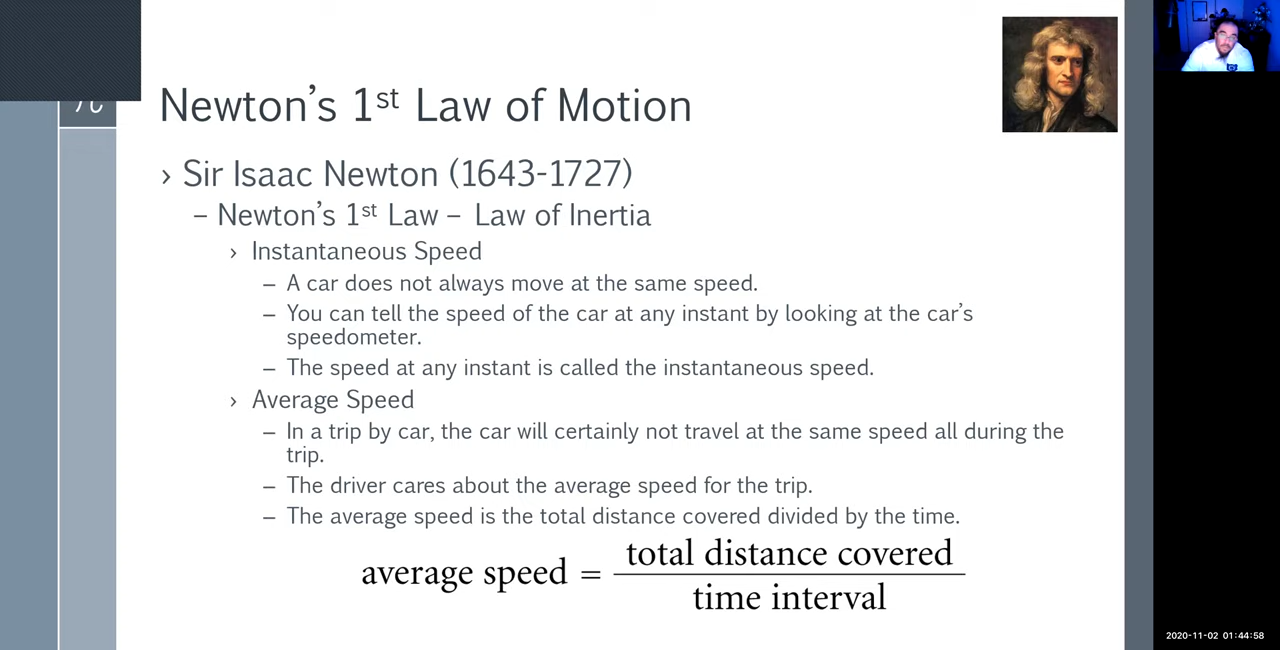 Newton’s 1st Law of Motion
› Sir Isaac Newton (1643-1727)
– Newton’s 1st Law – Law of Inertia
› Instantaneous Speed
– A car does not always move at the same speed.
– You can tell the speed of the car at any instant by looking at the car’s
speedometer.
– The speed at any instant is called the instantaneous speed.
› Average Speed
– In a trip by car, the car will certainly not travel at the same speed all during the
trip.
– The driver cares about the average speed for the trip.
– The average speed is the total distance covered divided by the time.
average speed = total distance covered
time interval
2020-11-02 01:44:58